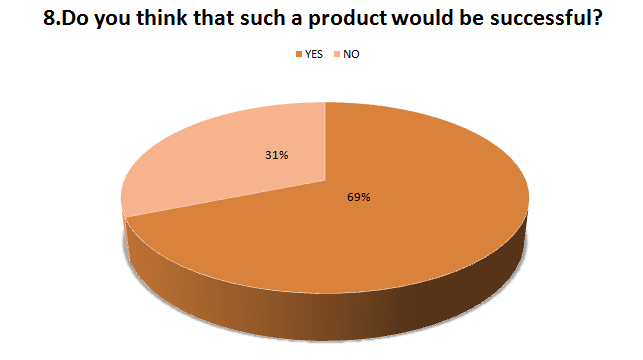 8.Do you think that such a product would be successful?
YES NO
31%
69%